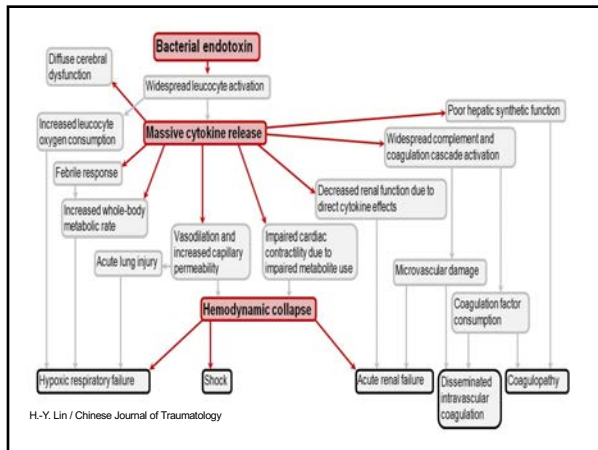 Bacterial endotoxin
Diffuse cerebral
dysfunction
Widespread leucocyte activation
Poor hepatic synthetic function
Increased leucocyte
oxygen consumption
Massive cytokine release
Widespread complement and
coagulation cascade activation
Febrile response
Decreased renal function due to
direct cytokine effects
Increased whole-body
metabolic rate
Vasodilation and
increased capillary
permeability
Impaired cardiac
contractility due to
impaired metabolite use
Acute lung injury
Microvascular damage
Hemodynamic collapse
Coagulation factor
consumption
Hypoxic respiratory failure
Shock
Acute renal failure
Disseminated
intravascular
coagulation
Coagulopathy
H.-Y. Lin / Chinese Journal of Traumatology